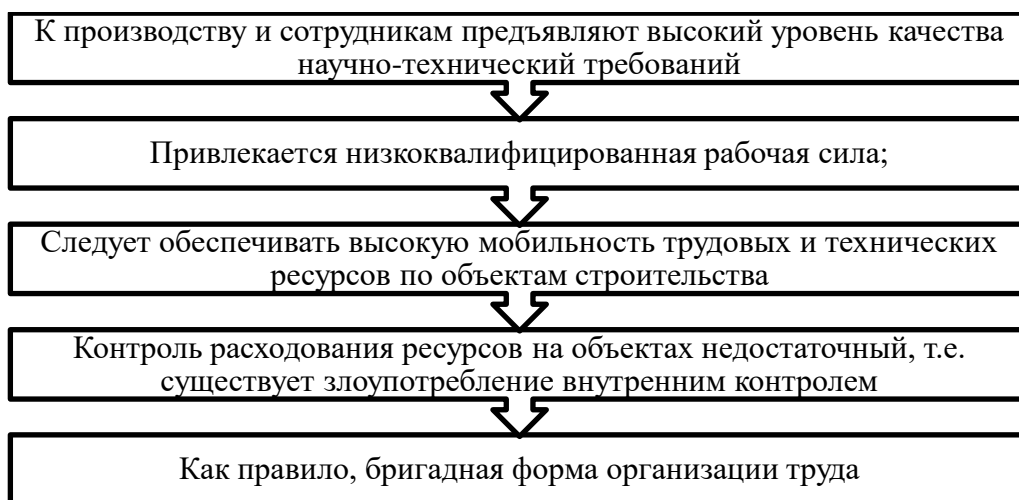 К производству и сотрудникам предъявляют высокий уровень качества
научно-технический требований
Привлекается низкоквалифицированная рабочая сила;
Следует обеспечивать высокую мобильность трудовых и технических
ресурсов по объектам строительства
Контроль расходования ресурсов на объектах недостаточный, т.е.
существует злоупотребление внутренним контролем
Как правило, бригадная форма организации труда